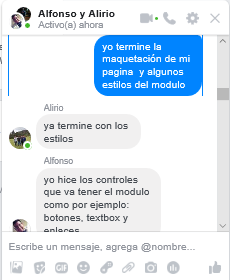 Alfonso y Alirio
Activo(a) ahora
yo termine la
maquetación de mi
pagina y algunos
estilos del modulo
Alirio
ya termine con los
estilos
Alfonso
yo hice los controles
que va tener el modulo
como por ejemplo:
botones, textbox y
enlaces
Escribe un mensaje, agrega @nombre...
GIF